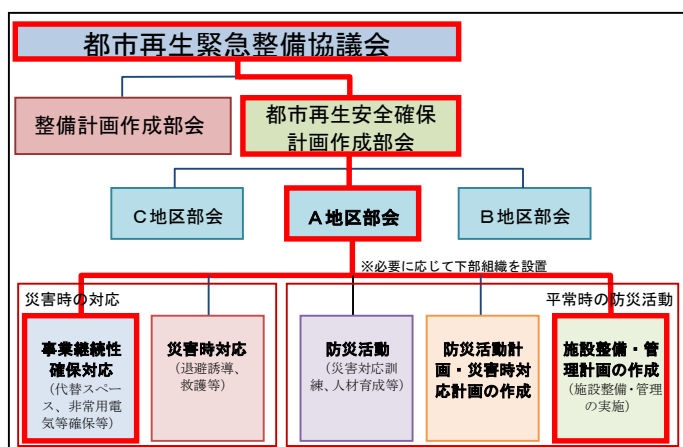 都市再生緊急整備協議会
整備計画作成部会
都市再生安全確保
計画作成部会
C地区部会
A地区部会
B地区部会
※必要に応じて下部組織を設置
災害時の対応
平常時の防災活動
事業継続性
確保対応
(代替スペー
ス、非常用電
気等確保等)
災害時対応
(退避誘導、
救護等)
防災活動
(災害対応訓
練、人材育成等)
防災活動計
画・災害時対
応計画の作成
施設整備・管
理計画の作成
(施設整備・管理
の実施)